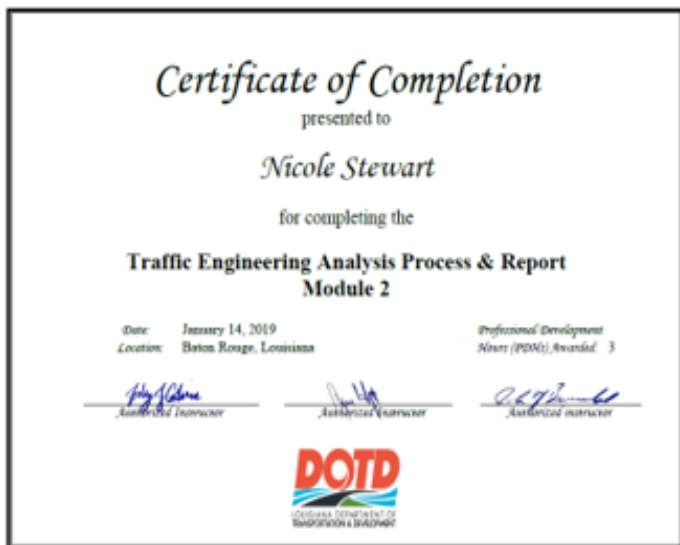 Certificate of Completion
presented to
Nicole Stewart
for completing the
Traffic Engineering Analysis Process & Report
Module 2
Date: January 14, 2019
Location: Baton Rouge, Louisiana
Professional Development
Hours (PDHs) Awarded: 3
Authorized Instructor
Authorized Instructor
Authorized Instructor
DOTD
LOUISIANA DEPARTMENT OF
TRANSPORTATION & DEVELOPMENT